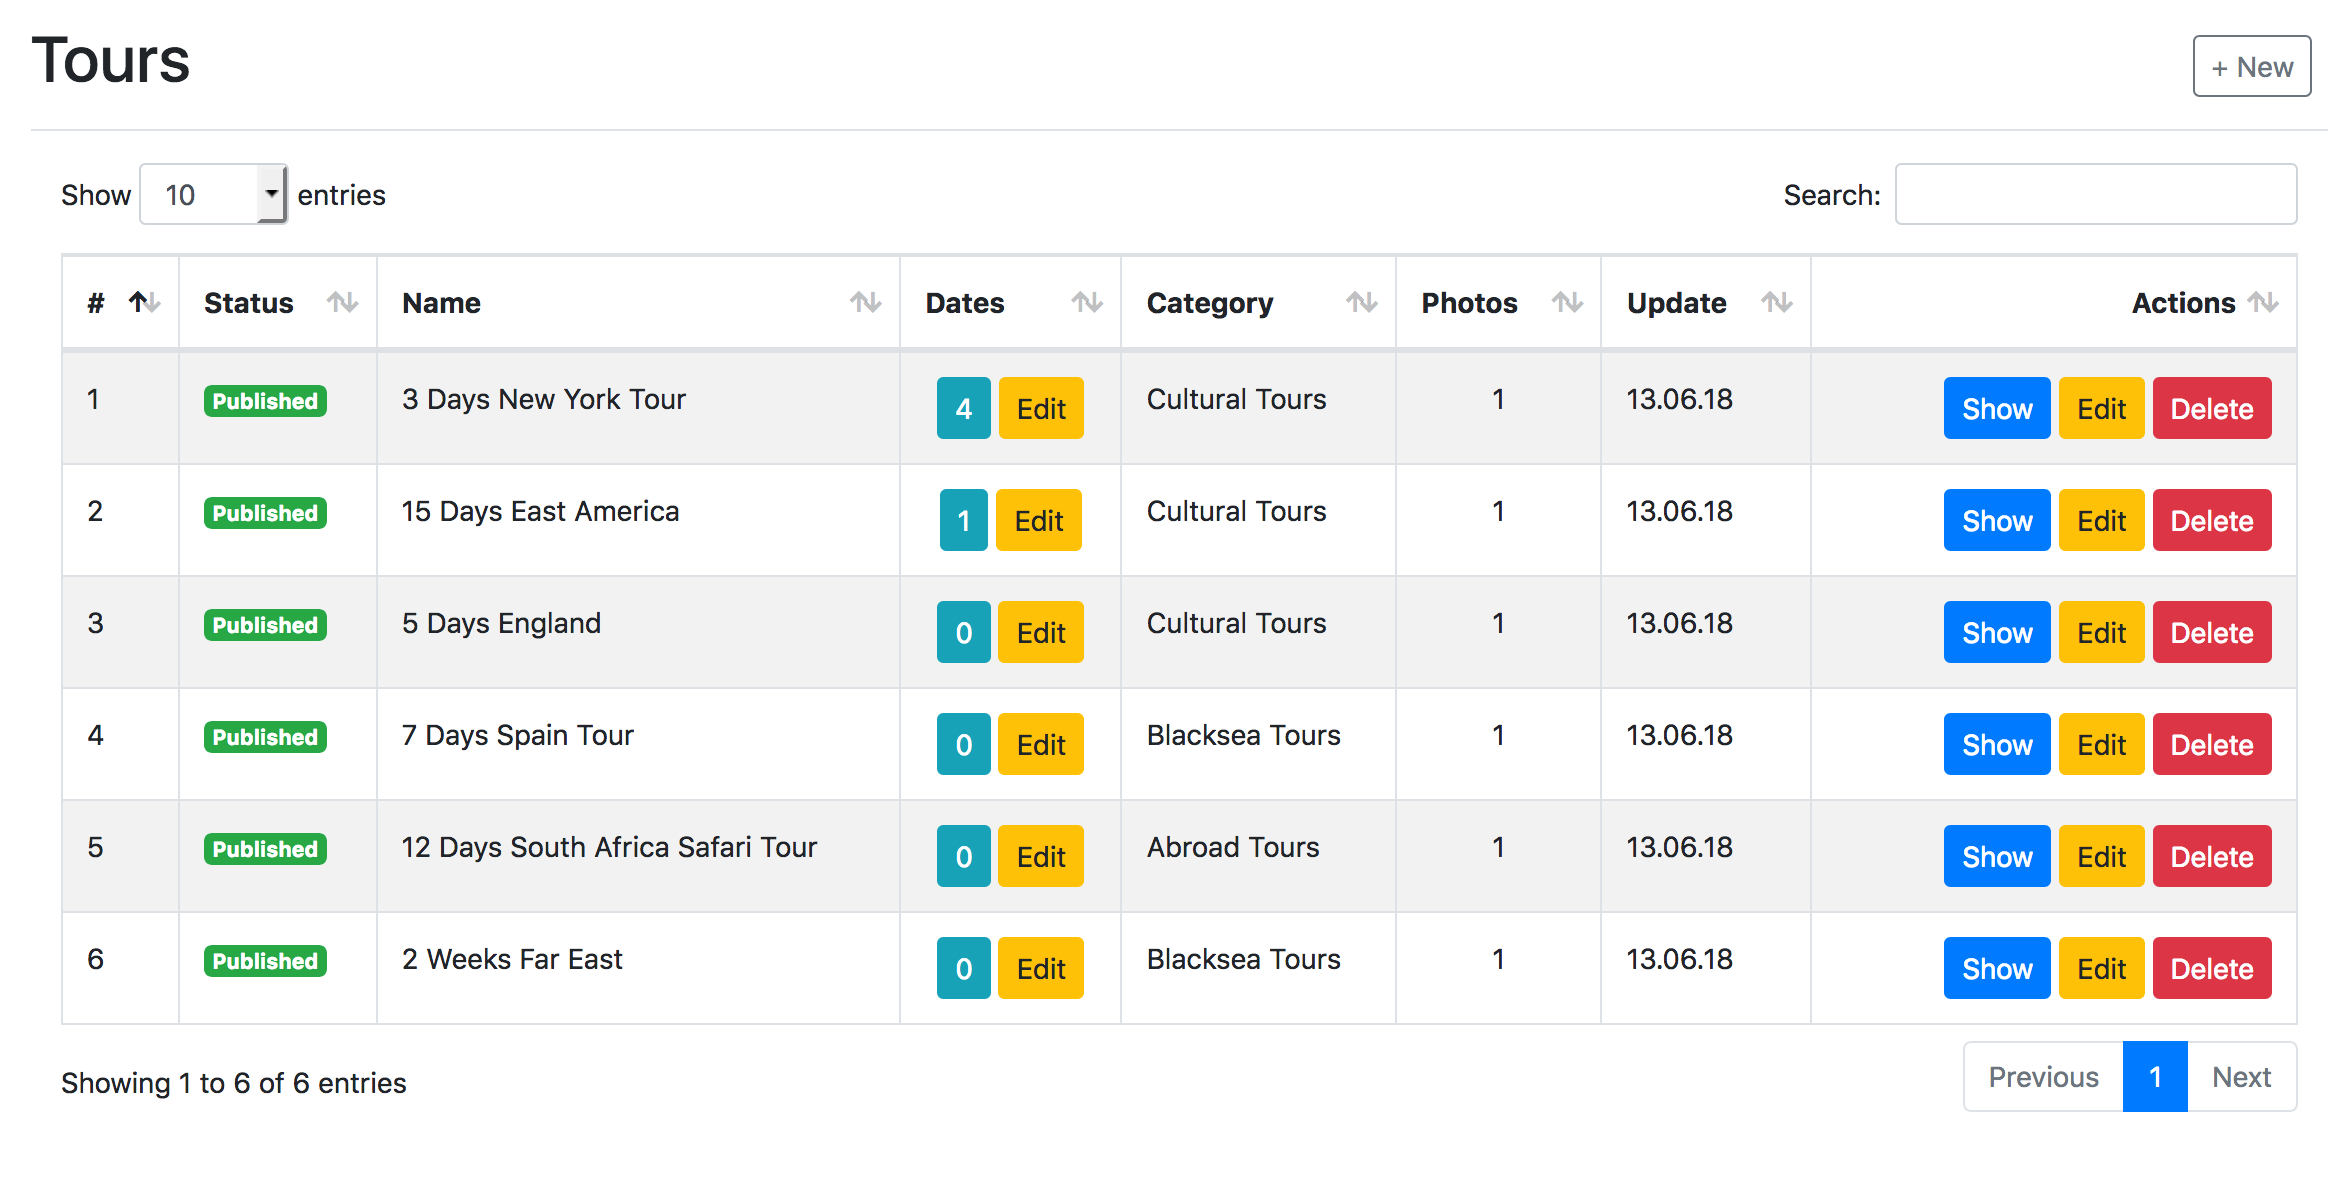 Tours
+ New
Show 10 entries
Search:
# Status Name Dates Category Photos Update Actions
1 Published 3 Days New York Tour 4 Edit Cultural Tours 1 13.06.18 Show Edit Delete
2 Published 15 Days East America 1 Edit Cultural Tours 1 13.06.18 Show Edit Delete
3 Published 5 Days England 0 Edit Cultural Tours 1 13.06.18 Show Edit Delete
4 Published 7 Days Spain Tour 0 Edit Blacksea Tours 1 13.06.18 Show Edit Delete
5 Published 12 Days South Africa Safari Tour 0 Edit Abroad Tours 1 13.06.18 Show Edit Delete
6 Published 2 Weeks Far East 0 Edit Blacksea Tours 1 13.06.18 Show Edit Delete
Showing 1 to 6 of 6 entries
Previous 1 Next